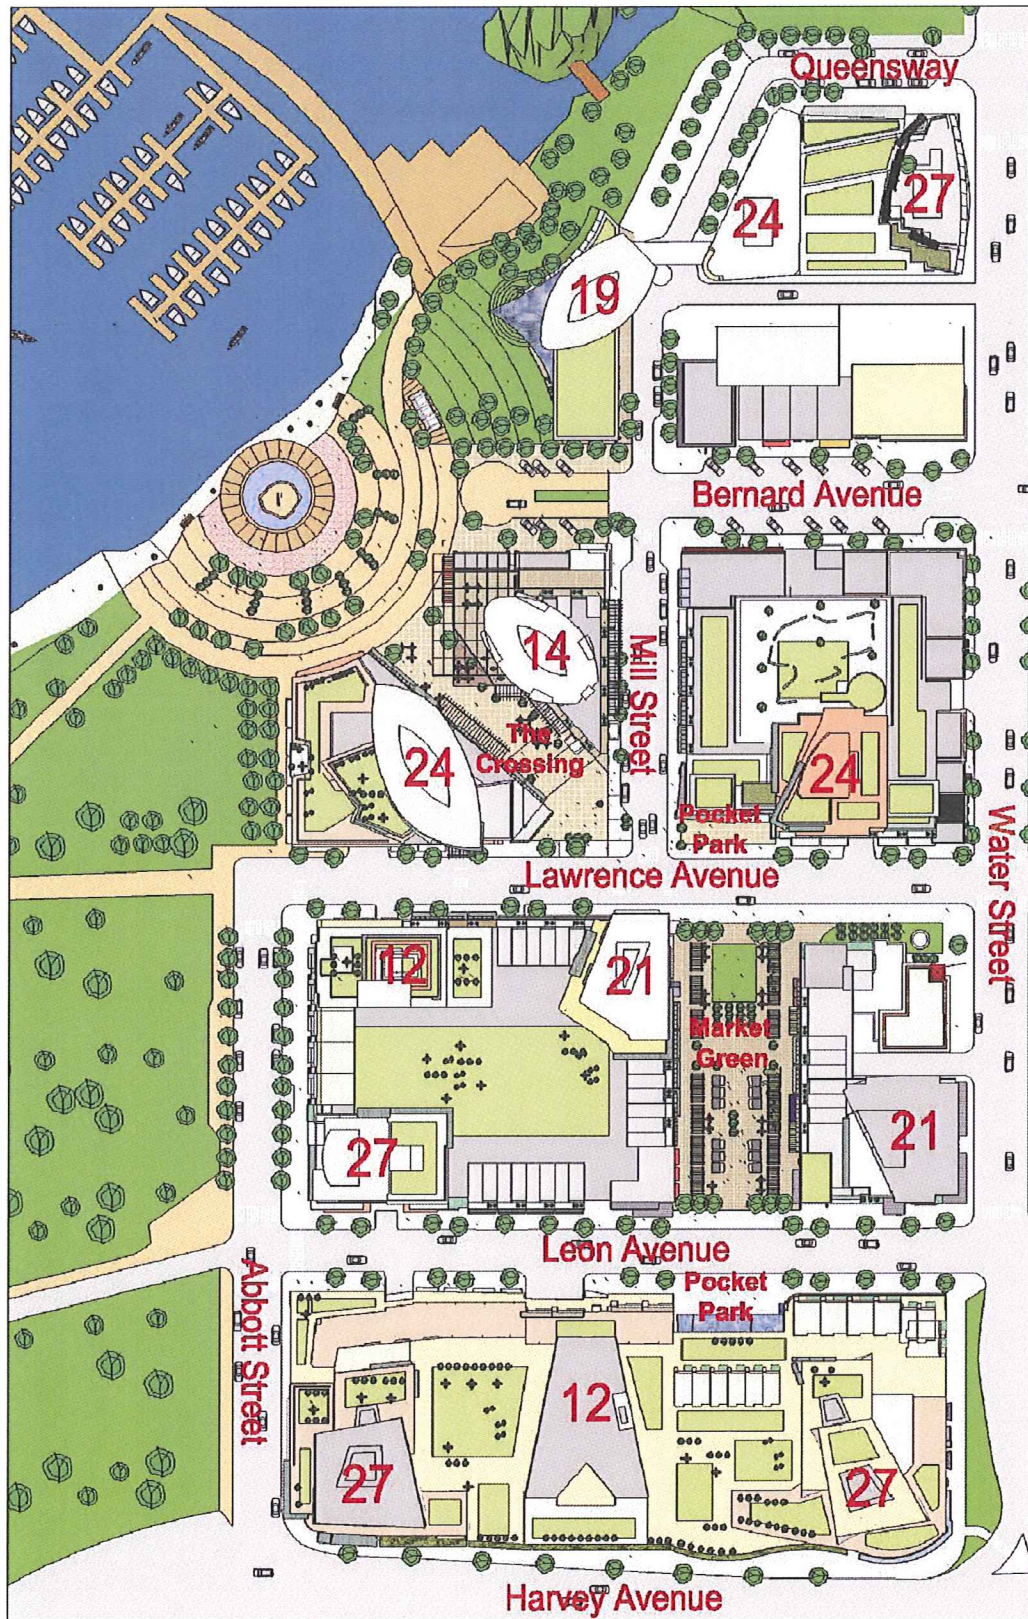 Queensway
24
27
19
Bernard Avenue
14
Mill Street
The
Crossing
24
24
Pocket
Park
Water Street
Lawrence Avenue
12
21
Market
Green
27
21
Leon Avenue
Pocket
Park
Abbott Street
12
27
27
Harvey Avenue